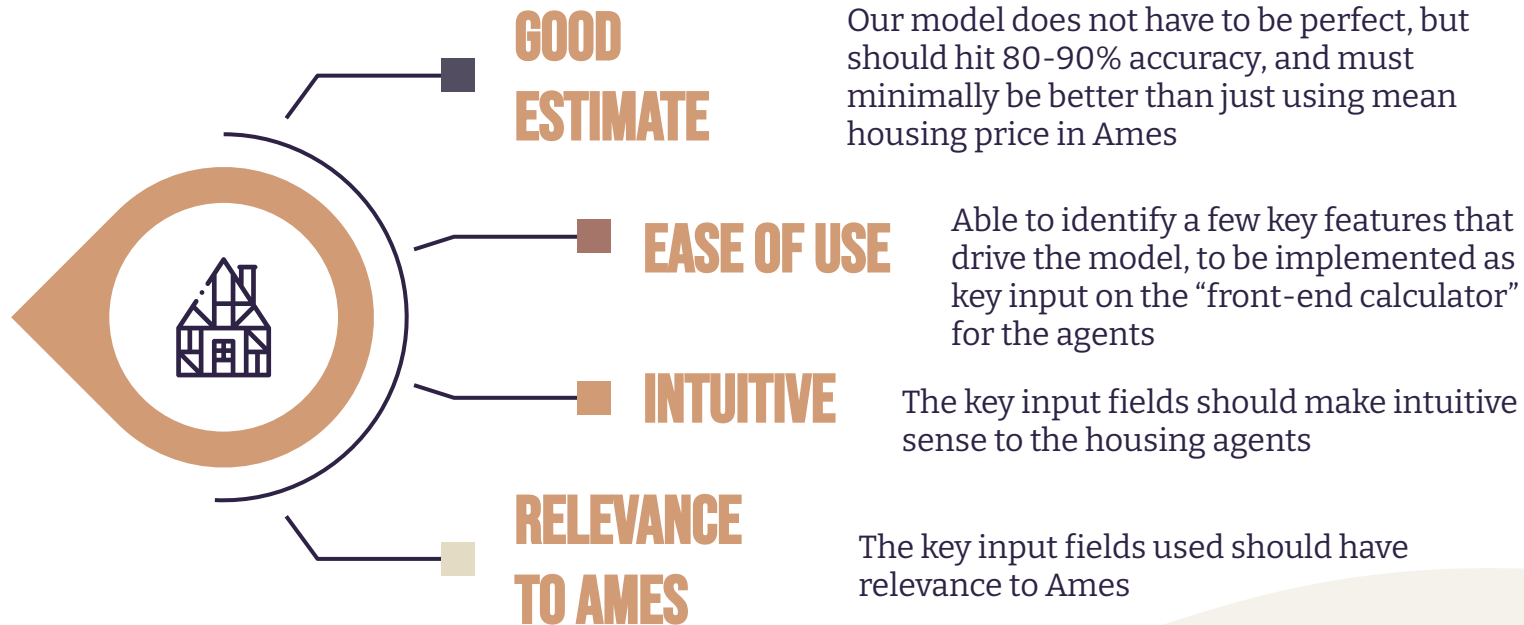 GOOD
ESTIMATE
Our model does not have to be perfect, but
should hit 80-90% accuracy, and must
minimally be better than just using mean
housing price in Ames
EASE OF USE
Able to identify a few key features that
drive the model, to be implemented as
key input on the “front-end calculator”
for the agents
INTUITIVE
The key input fields should make intuitive
sense to the housing agents
RELEVANCE
TO AMES
The key input fields used should have
relevance to Ames